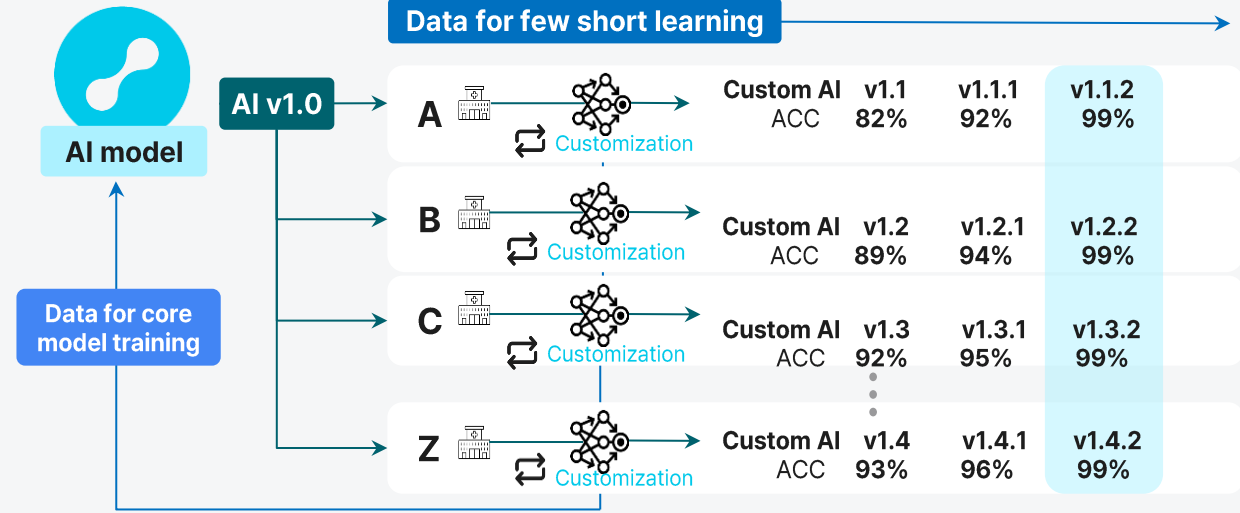 Data for few short learning
AI model
AI v1.0
A
Customization
Custom AI v1.1 v1.1.1 v1.1.2
ACC 82% 92% 99%
B
Customization
Custom AI v1.2 v1.2.1 v1.2.2
ACC 89% 94% 99%
Data for core
model training
C
Customization
Custom AI v1.3 v1.3.1 v1.3.2
ACC 92% 95% 99%
Z
Customization
Custom AI v1.4 v1.4.1 v1.4.2
ACC 93% 96% 99%